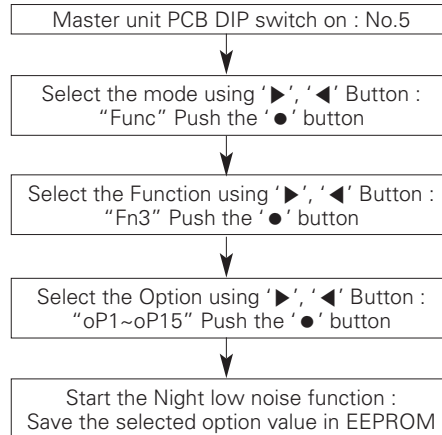 Master unit PCB DIP switch on : No.5
Select the mode using ‘▶’, ‘◀’ Button :
“Func” Push the ‘●’ button
Select the Function using ‘▶’, ‘◀’ Button :
“Fn3” Push the ‘●’ button
Select the Option using ‘▶’, ‘◀’ Button :
“oP1~oP15” Push the ‘●’ button
Start the Night low noise function :
Save the selected option value in EEPROM